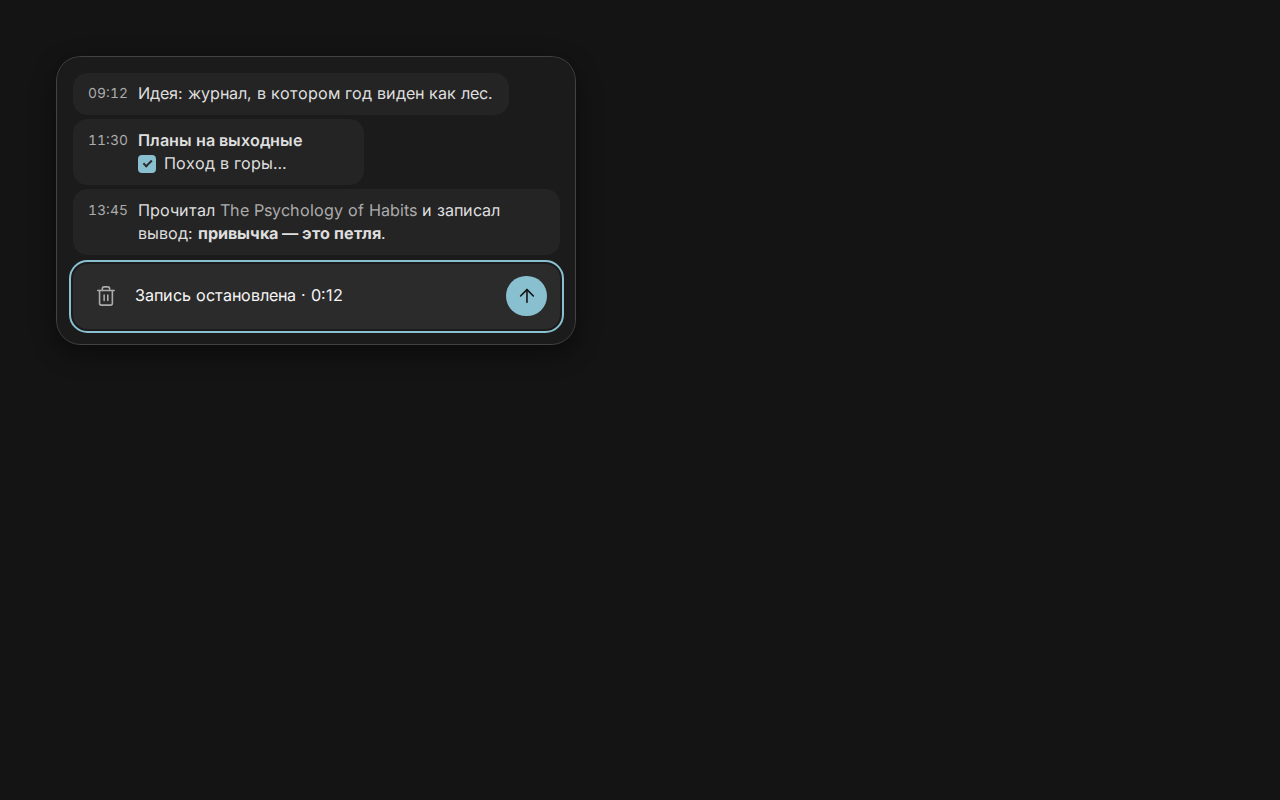 09:12 Идея: журнал, в котором год виден как лес.
11:30 Планы на выходные
Поход в горы...
13:45 Прочитал The Psychology of Habits и записал
вывод: привычка — это петля.
Запись остановлена · 0:12